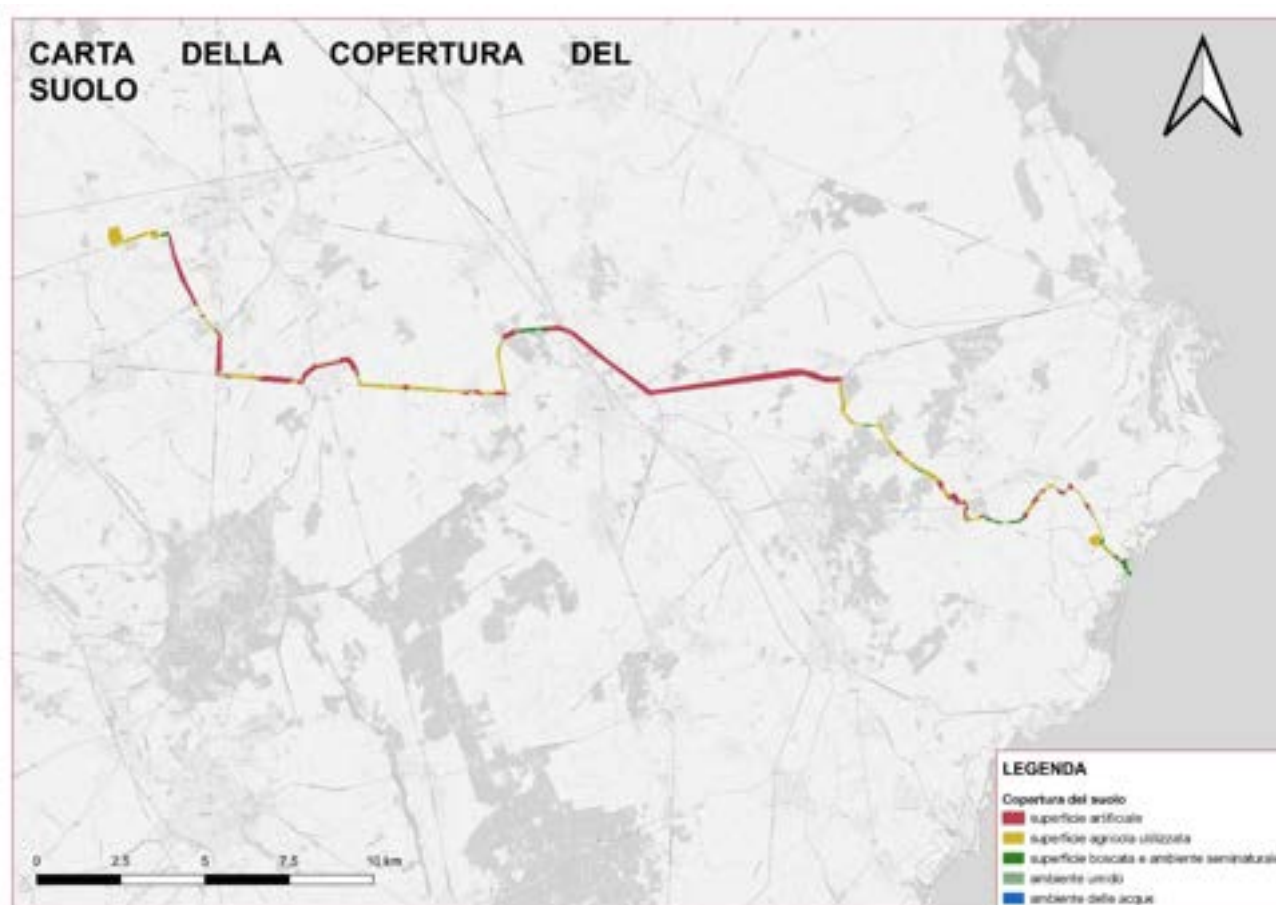 CARTA DELLA COPERTURA DEL
SUOLO
LEGENDA
Copertura del suolo
superficie artificiale
superficie agricola utilizzata
superficie boscata e ambiente seminaturale
ambiente umido
ambiente delle acque
0 2,5 5 7,5 10 km